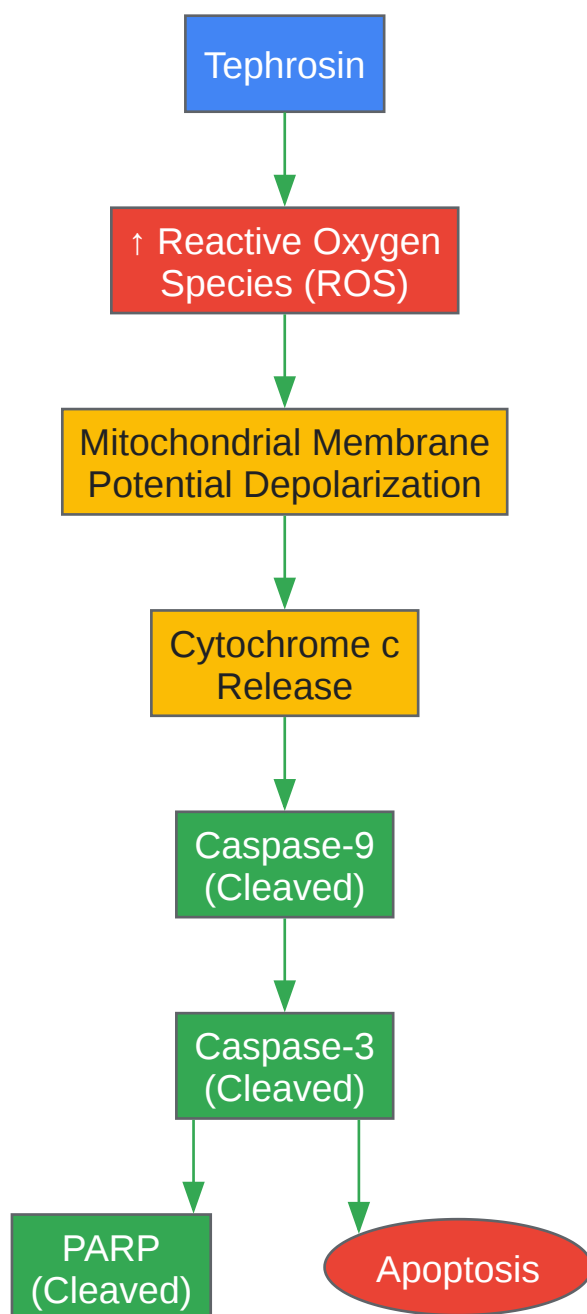 Tephrosin
↑ Reactive Oxygen
Species (ROS)
Mitochondrial Membrane
Potential Depolarization
Cytochrome c
Release
Caspase-9
(Cleaved)
Caspase-3
(Cleaved)
PARP
(Cleaved)
Apoptosis